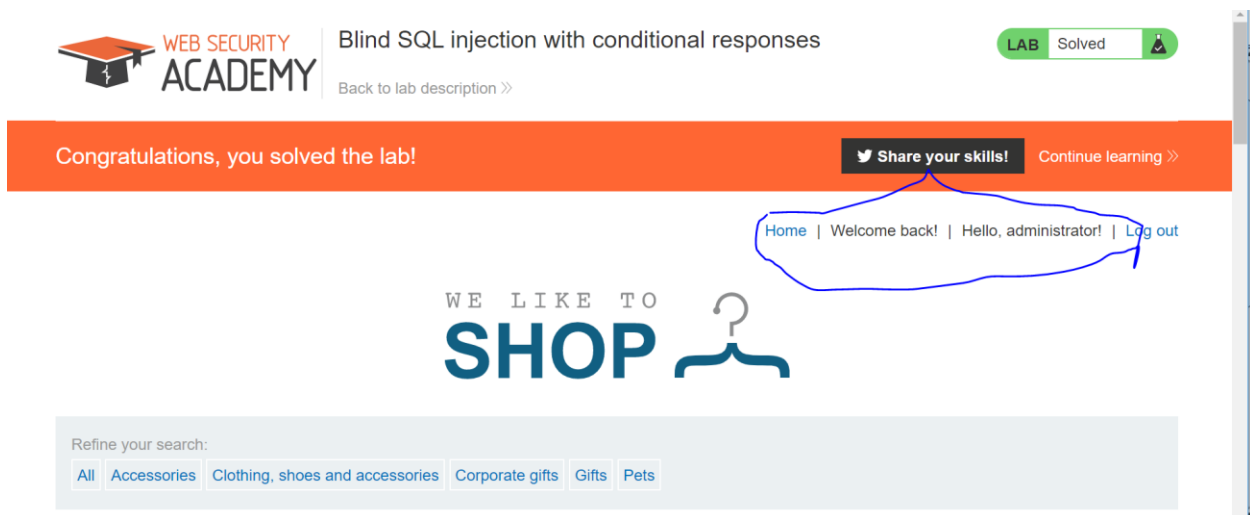 WEB SECURITY
ACADEMY
Blind SQL injection with conditional responses
Back to lab description >>
LAB Solved
Congratulations, you solved the lab!
Share your skills!
Continue learning >>
Home | Welcome back! | Hello, administrator! | Log out
WE LIKE TO
SHOP
Refine your search:
All Accessories Clothing, shoes and accessories Corporate gifts Gifts Pets